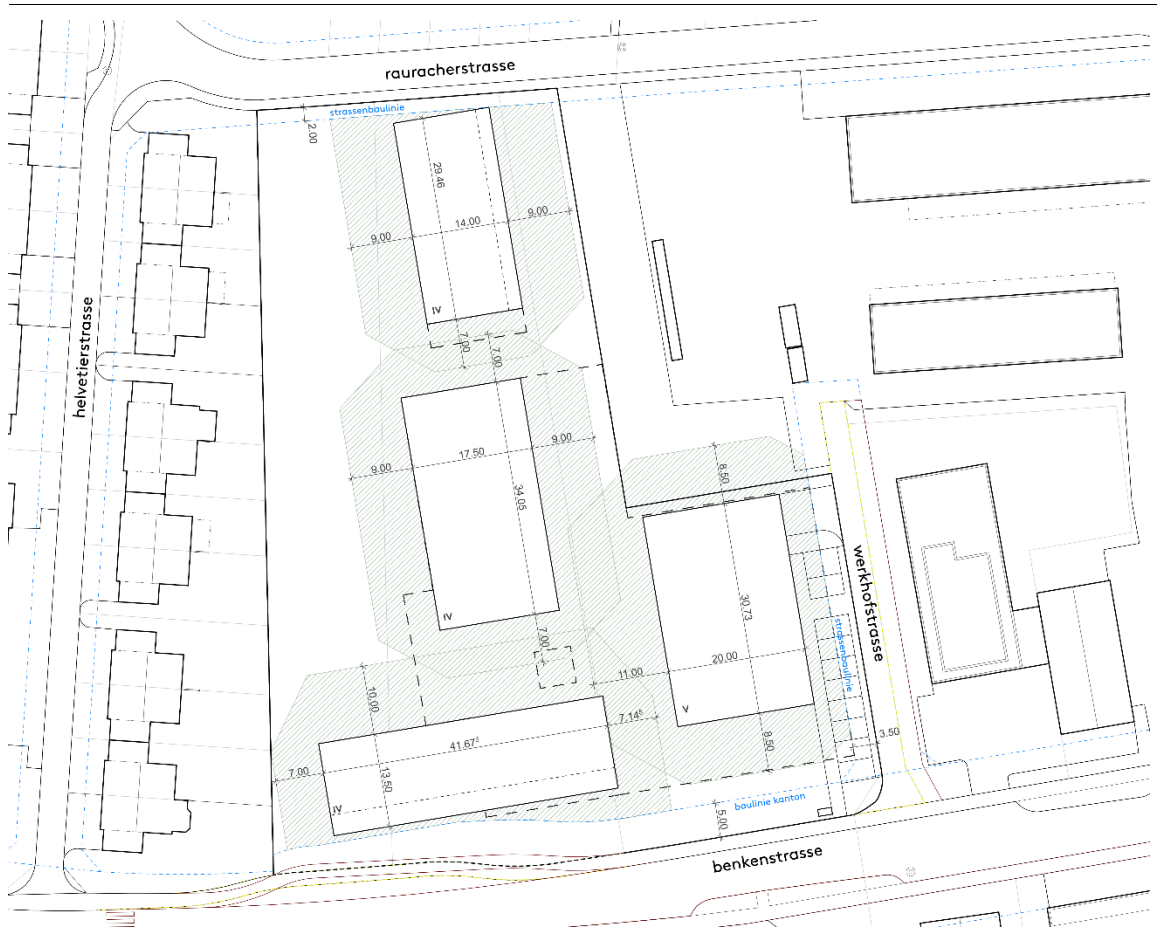 rauracherstrasse
strassenbaulinie
2.00
29.46
14.00
9.00
9.00
IV
7.00
7.00
helvetierstrasse
17.50
9.00
9.00
34.05
IV
7.00
8.50
30.73
20.00
11.00
V
8.50
werkhofstrasse
strassenbaulinie
3.50
10.00
41.67⁵
7.14⁵
7.00
13.50
IV
baulinie kanton
5.00
benkenstrasse